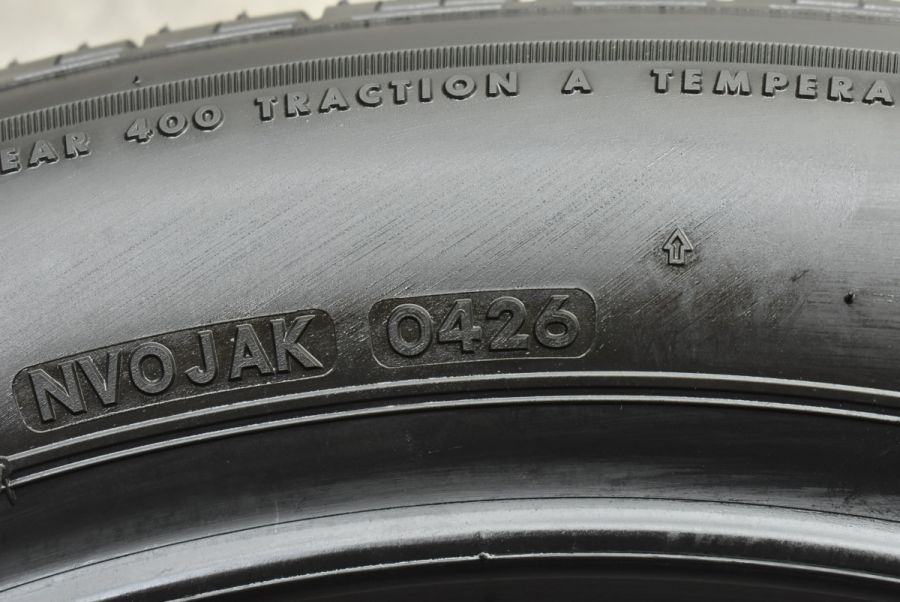 EAR 400 TRACTION A TEMPERA
NVOJAK 0426